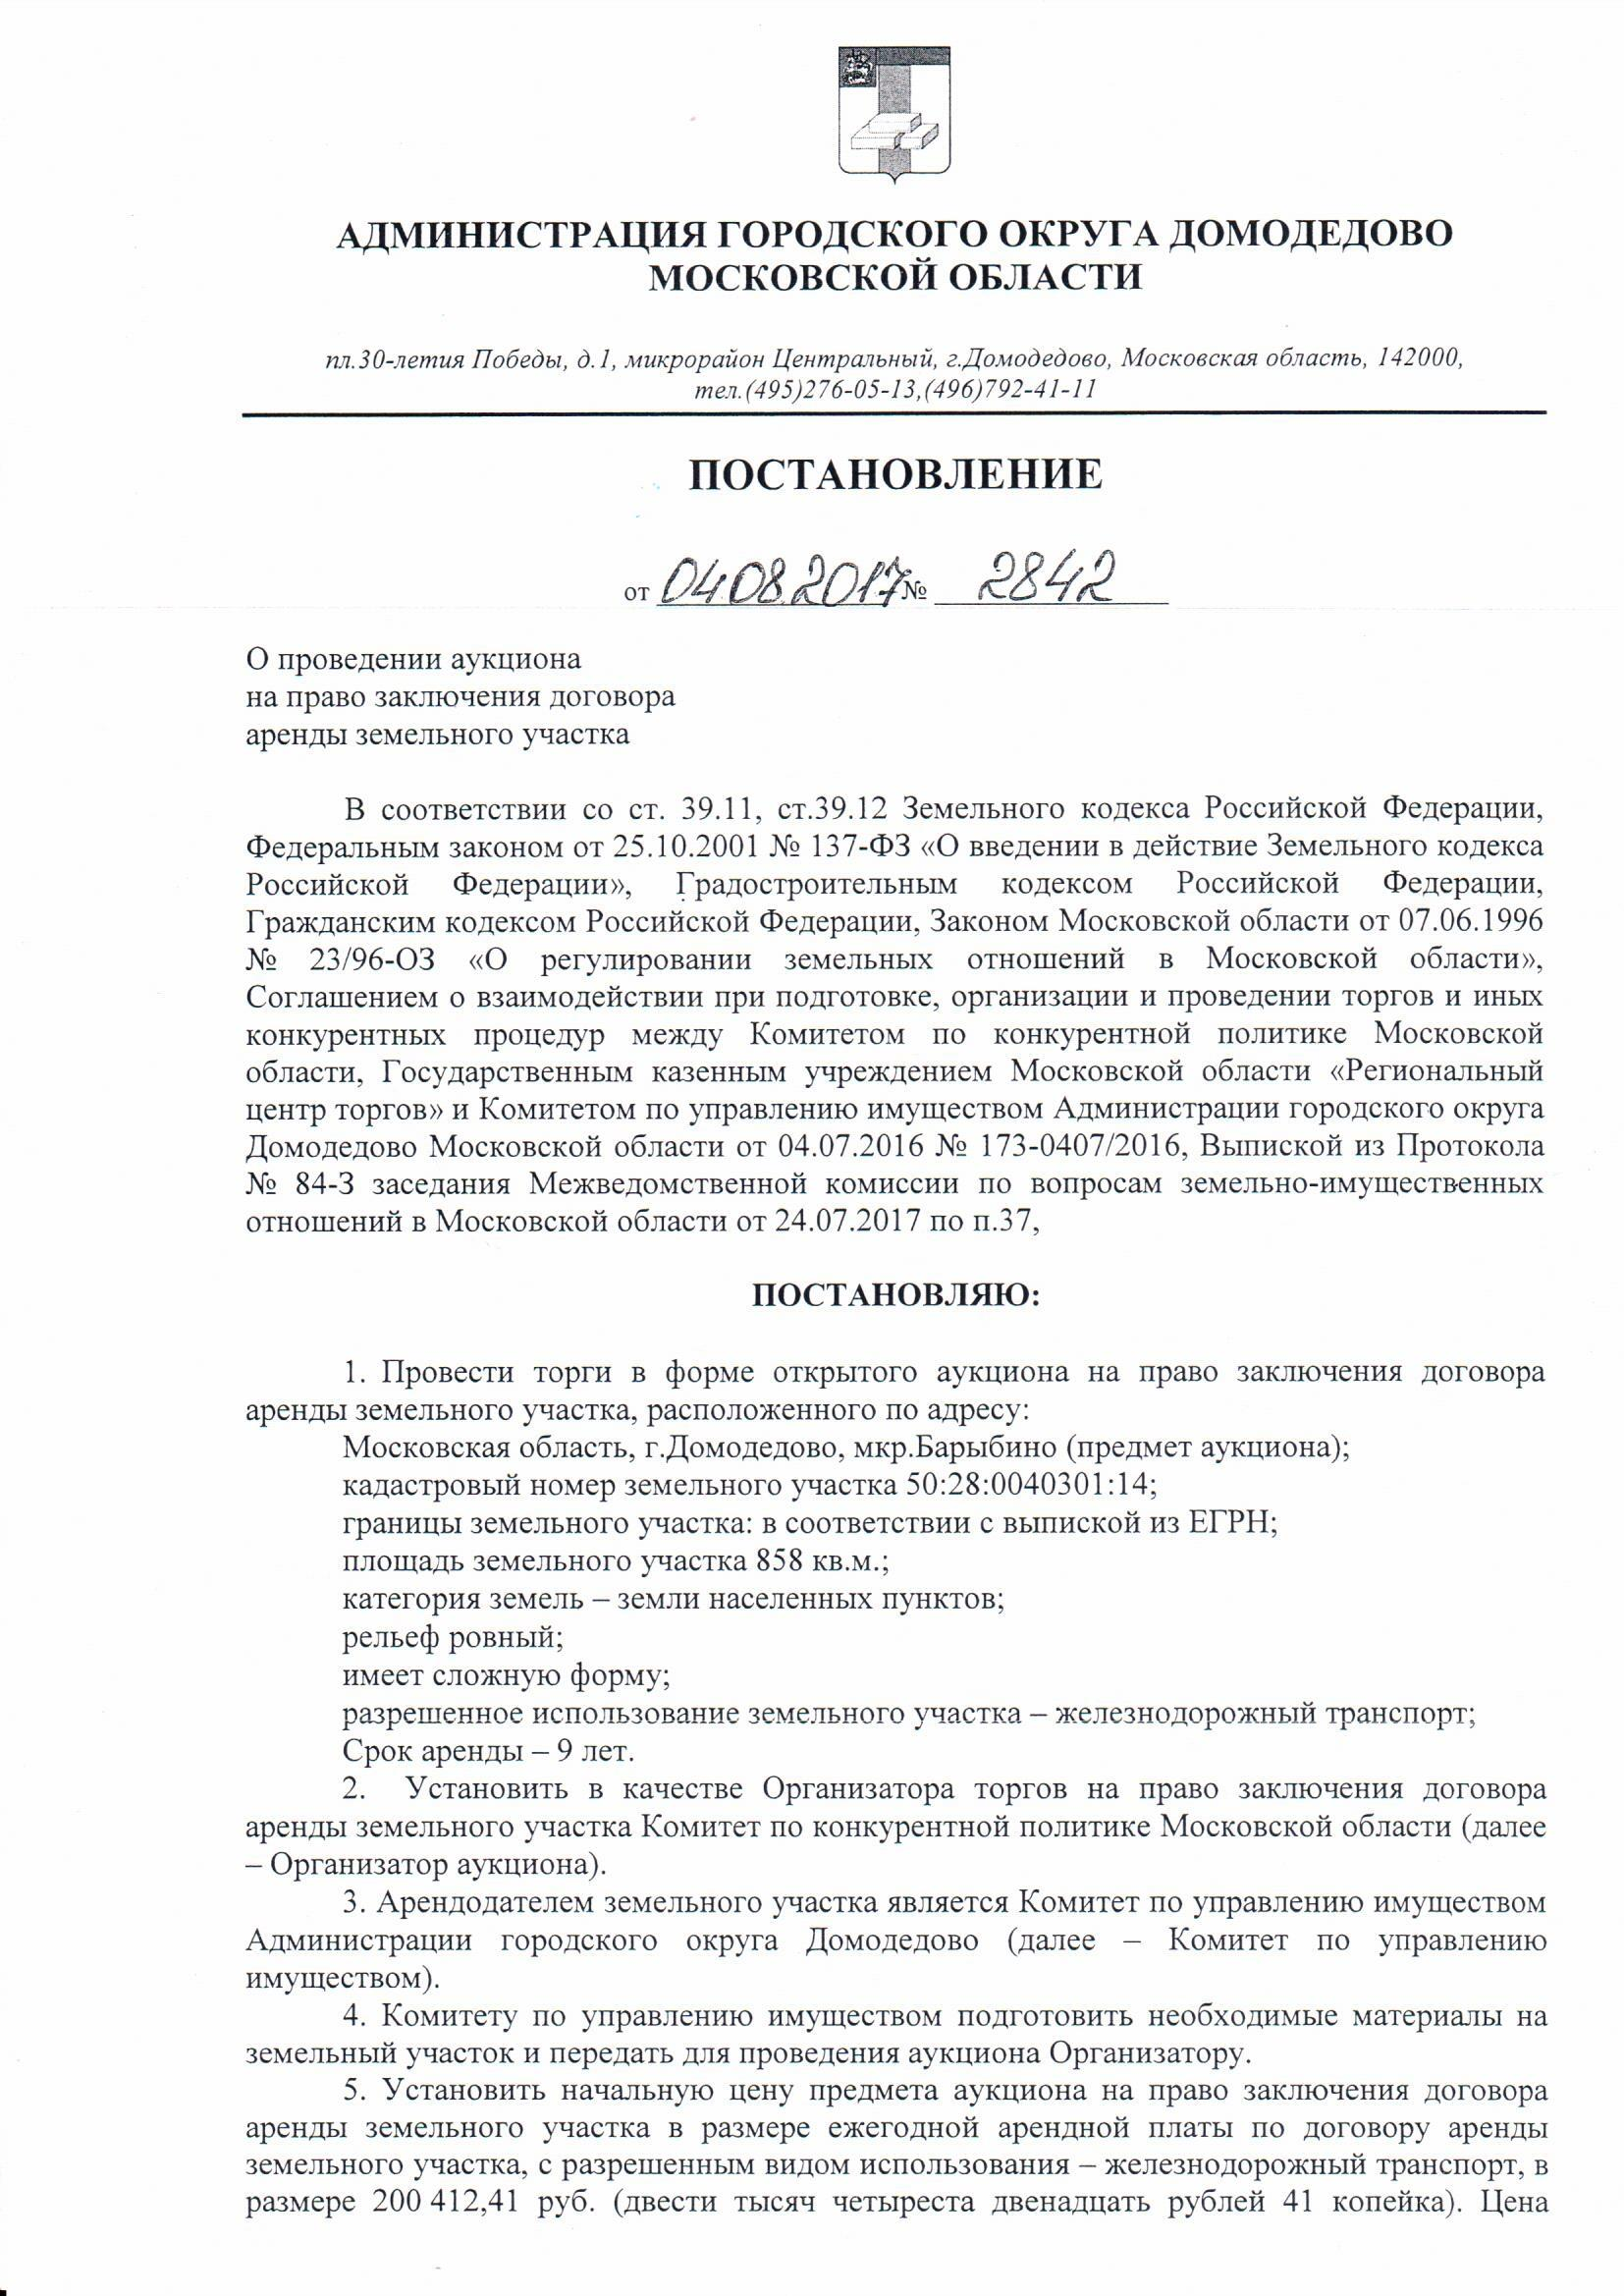 АДМИНИСТРАЦИЯ ГОРОДСКОГО ОКРУГА ДОМОДЕДОВО
МОСКОВСКОЙ ОБЛАСТИ
пл.30-летия Победы, д.1, микрорайон Центральный, г.Домодедово, Московская область, 142000,
тел.(495)276-05-13,(496)792-41-11
ПОСТАНОВЛЕНИЕ
от 04.08.2017 № 2842
О проведении аукциона
на право заключения договора
аренды земельного участка
В соответствии со ст. 39.11, ст.39.12 Земельного кодекса Российской Федерации,
Федеральным законом от 25.10.2001 № 137-ФЗ «О введении в действие Земельного кодекса
Российской Федерации», Градостроительным кодексом Российской Федерации,
Гражданским кодексом Российской Федерации, Законом Московской области от 07.06.1996
№ 23/96-ОЗ «О регулировании земельных отношений в Московской области»,
Соглашением о взаимодействии при подготовке, организации и проведении торгов и иных
конкурентных процедур между Комитетом по конкурентной политике Московской
области, Государственным казенным учреждением Московской области «Региональный
центр торгов» и Комитетом по управлению имуществом Администрации городского округа
Домодедово Московской области от 04.07.2016 № 173-0407/2016, Выпиской из Протокола
№ 84-З заседания Межведомственной комиссии по вопросам земельно-имущественных
отношений в Московской области от 24.07.2017 по п.37,
ПОСТАНОВЛЯЮ:
1. Провести торги в форме открытого аукциона на право заключения договора
аренды земельного участка, расположенного по адресу:
Московская область, г.Домодедово, мкр.Барыбино (предмет аукциона);
кадастровый номер земельного участка 50:28:0040301:14;
границы земельного участка: в соответствии с выпиской из ЕГРН;
площадь земельного участка 858 кв.м.;
категория земель – земли населенных пунктов;
рельеф ровный;
имеет сложную форму;
разрешенное использование земельного участка – железнодорожный транспорт;
Срок аренды – 9 лет.
2. Установить в качестве Организатора торгов на право заключения договора
аренды земельного участка Комитет по конкурентной политике Московской области (далее
– Организатор аукциона).
3. Арендодателем земельного участка является Комитет по управлению имуществом
Администрации городского округа Домодедово (далее – Комитет по управлению
имуществом).
4. Комитету по управлению имуществом подготовить необходимые материалы на
земельный участок и передать для проведения аукциона Организатору.
5. Установить начальную цену предмета аукциона на право заключения договора
аренды земельного участка в размере ежегодной арендной платы по договору аренды
земельного участка, с разрешенным видом использования – железнодорожный транспорт, в
размере 200 412,41 руб. (двести тысяч четыреста двенадцать рублей 41 копейка). Цена